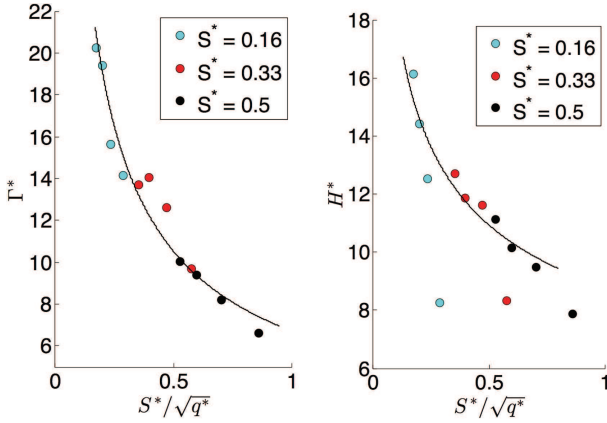 22
20
18
16
14
12
10
8
6
Γ*
S* = 0.16
S* = 0.33
S* = 0.5
0
0.5
1
S*/√q*
18
16
14
12
10
8
6
H*
S* = 0.16
S* = 0.33
S* = 0.5
0
0.5
1
S*/√q*